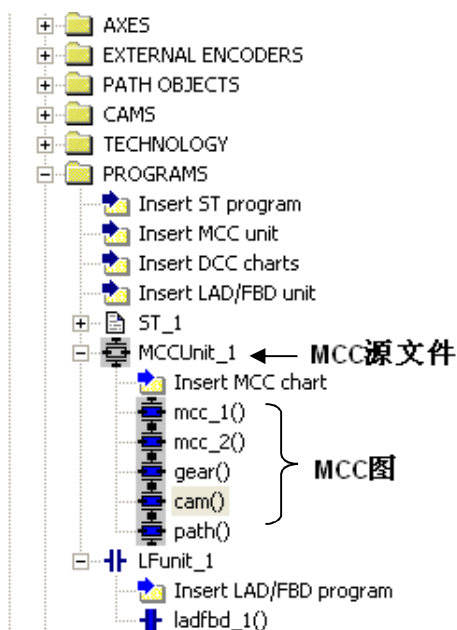 AXES
EXTERNAL ENCODERS
PATH OBJECTS
CAMS
TECHNOLOGY
PROGRAMS
Insert ST program
Insert MCC unit
Insert DCC charts
Insert LAD/FBD unit
ST_1
MCCUnit_1 MCC源文件
Insert MCC chart
mcc_1()
mcc_2()
gear() MCC图
cam()
path()
LFunit_1
Insert LAD/FBD program
ladfbd_1()